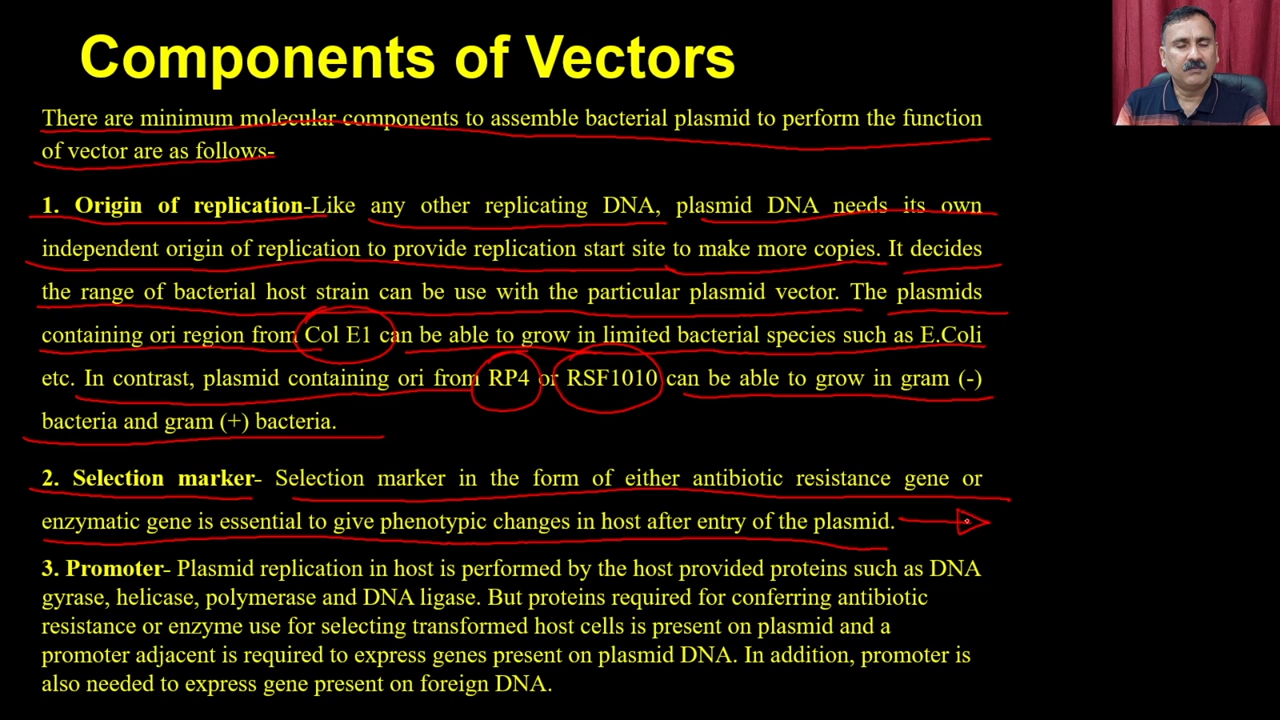 Components of Vectors
There are minimum molecular components to assemble bacterial plasmid to perform the function
of vector are as follows-
1. Origin of replication-Like any other replicating DNA, plasmid DNA needs its own
independent origin of replication to provide replication start site to make more copies. It decides
the range of bacterial host strain can be use with the particular plasmid vector. The plasmids
containing ori region from Col E1 can be able to grow in limited bacterial species such as E.Coli
etc. In contrast, plasmid containing ori from RP4 or RSF1010 can be able to grow in gram (-)
bacteria and gram (+) bacteria.
2. Selection marker- Selection marker in the form of either antibiotic resistance gene or
enzymatic gene is essential to give phenotypic changes in host after entry of the plasmid.
3. Promoter- Plasmid replication in host is performed by the host provided proteins such as DNA
gyrase, helicase, polymerase and DNA ligase. But proteins required for conferring antibiotic
resistance or enzyme use for selecting transformed host cells is present on plasmid and a
promoter adjacent is required to express genes present on plasmid DNA. In addition, promoter is
also needed to express gene present on foreign DNA.